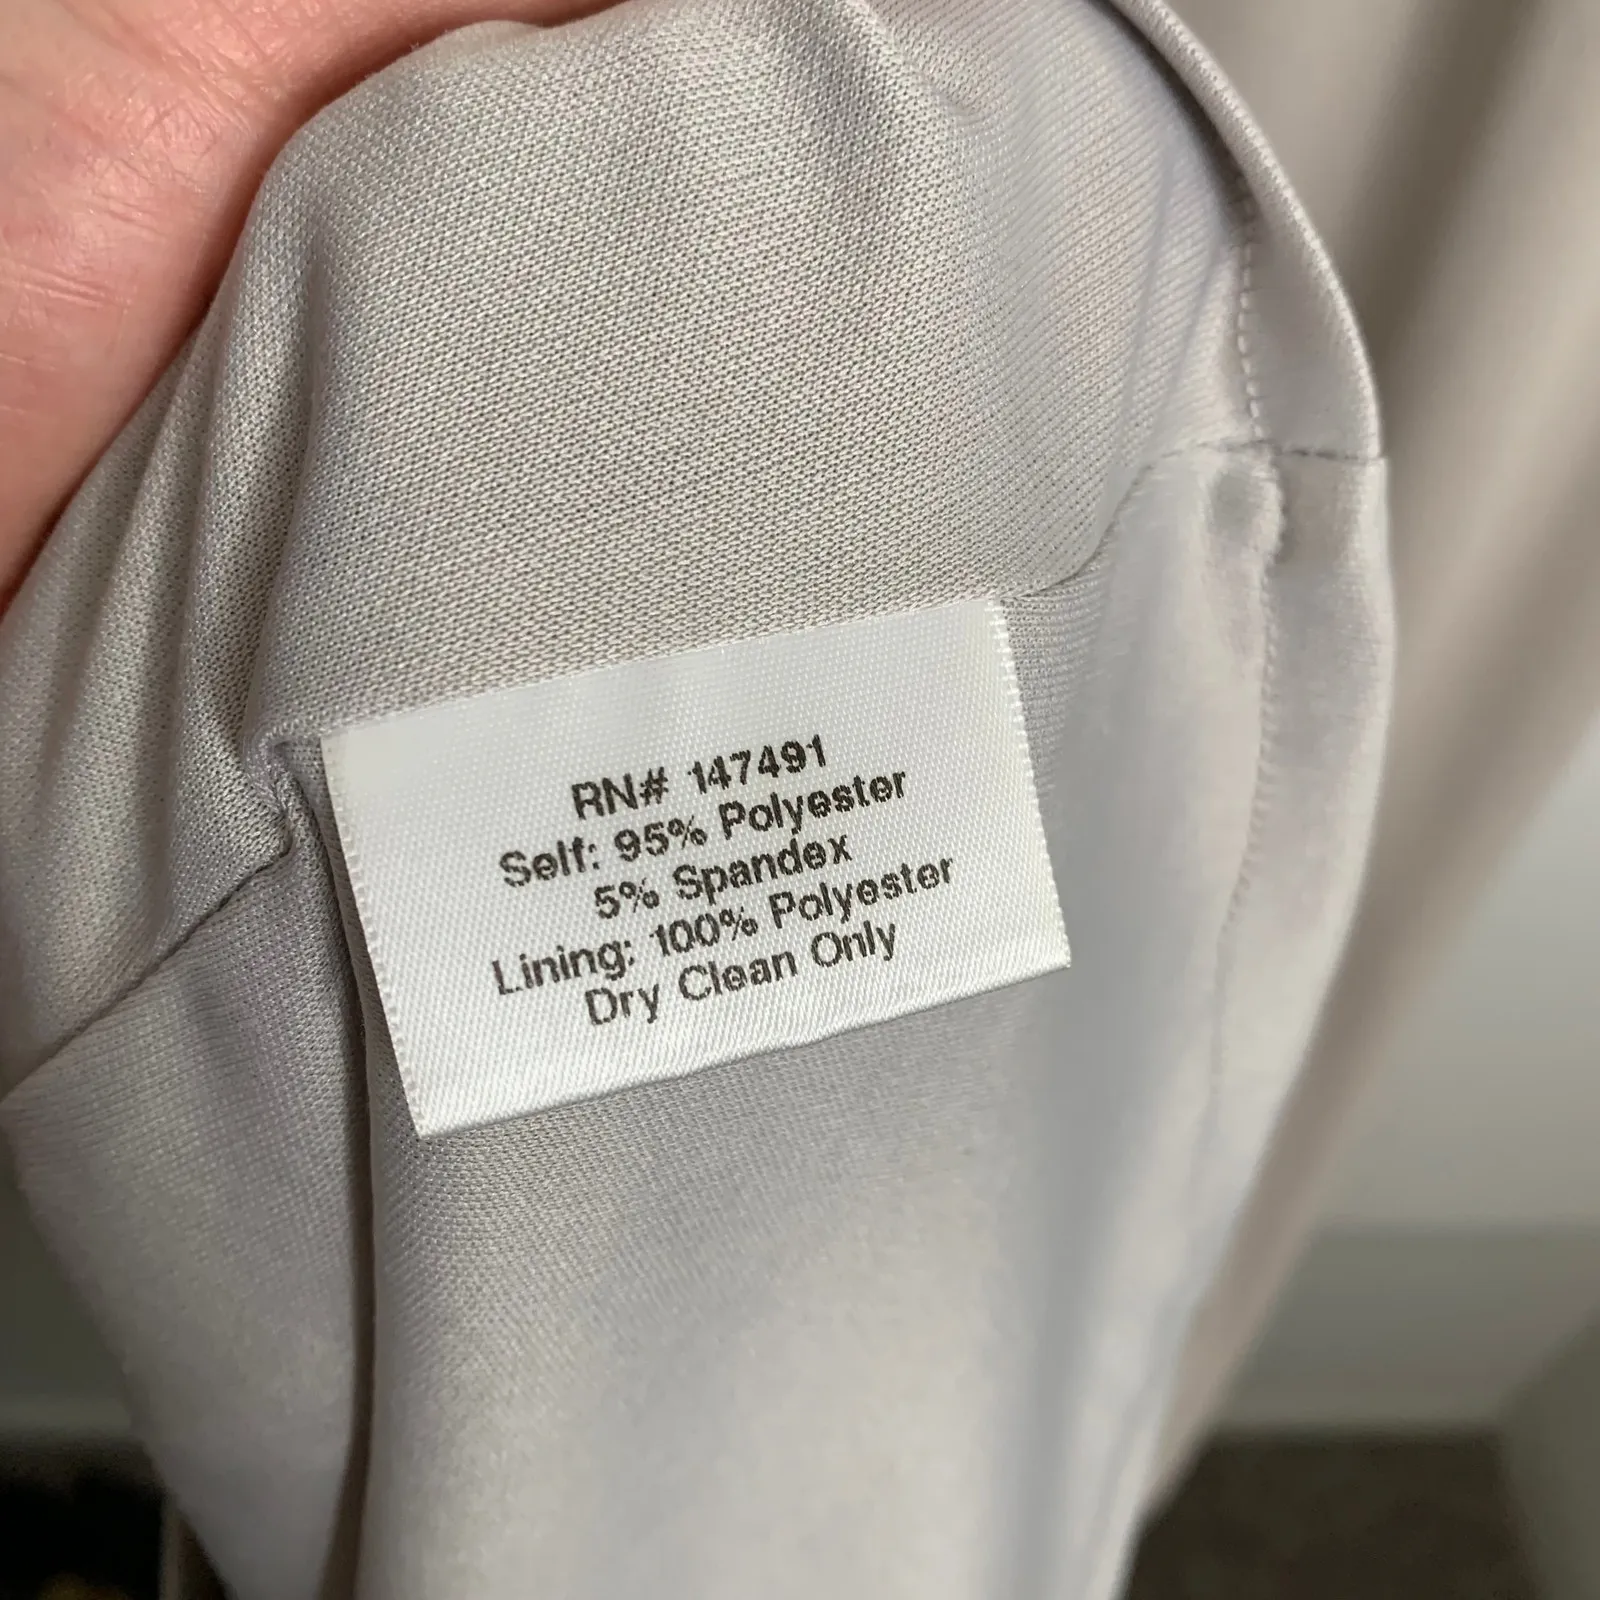 RN# 147491
Self: 95% Polyester
5% Spandex
Lining: 100% Polyester
Dry Clean Only